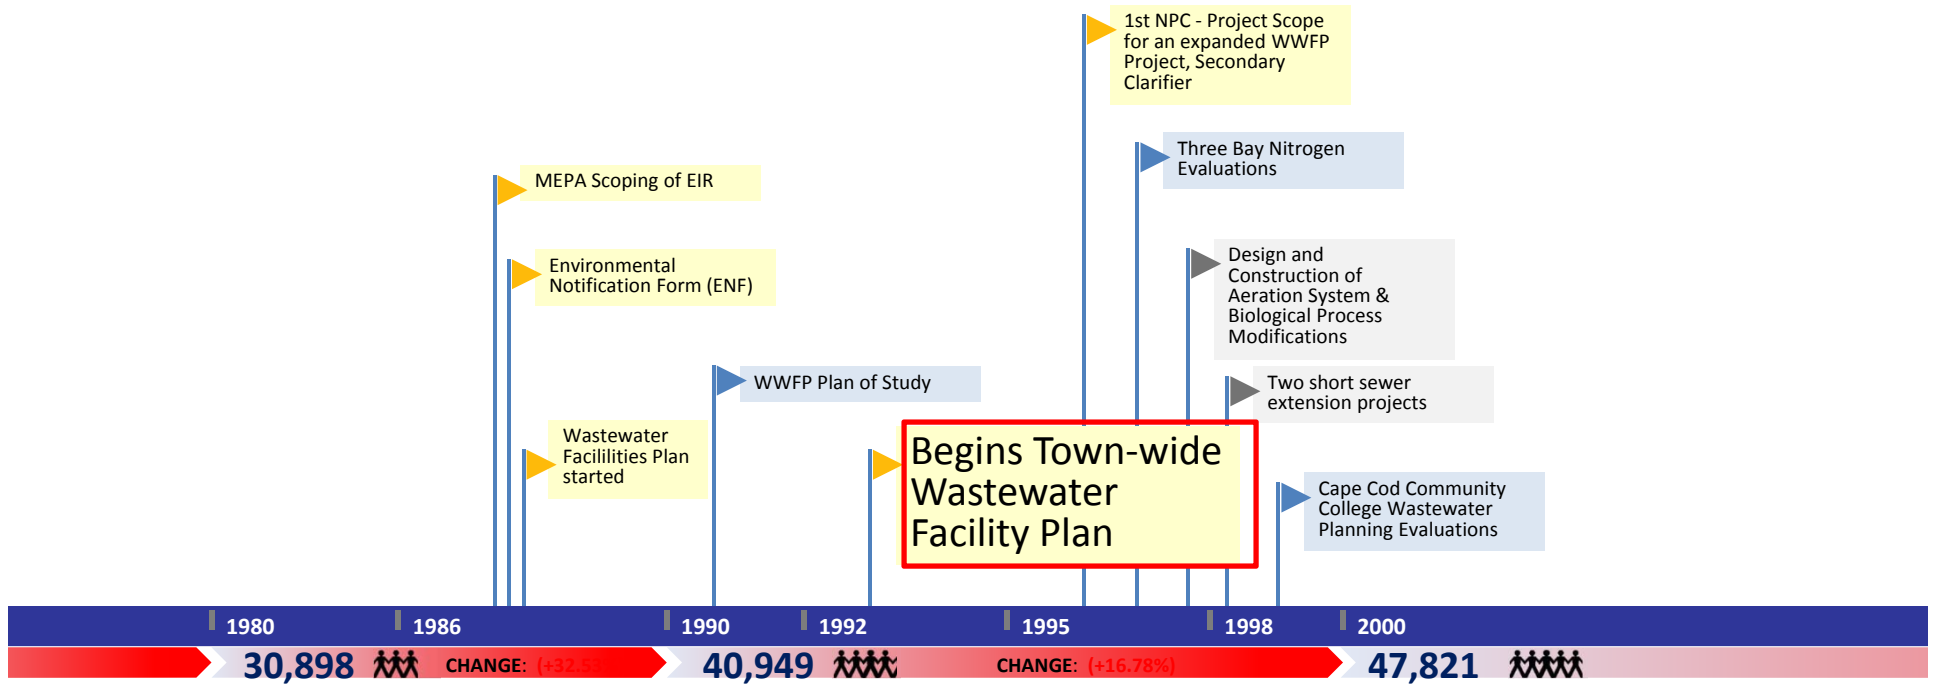 1st NPC - Project Scope
for an expanded WWFP
Project, Secondary
Clarifier
Three Bay Nitrogen
Evaluations
MEPA Scoping of EIR
Design and
Construction of
Aeration System &
Biological Process
Modifications
Environmental
Notification Form (ENF)
WWFP Plan of Study
Two short sewer
extension projects
Wastewater
Facililities Plan
started
Begins Town-wide
Wastewater
Facility Plan
Cape Cod Community
College Wastewater
Planning Evaluations
1980
1986
1990
1992
1995
1998
2000
30,898
CHANGE: (+32.53
40,949
CHANGE: (+16.78%)
47,821